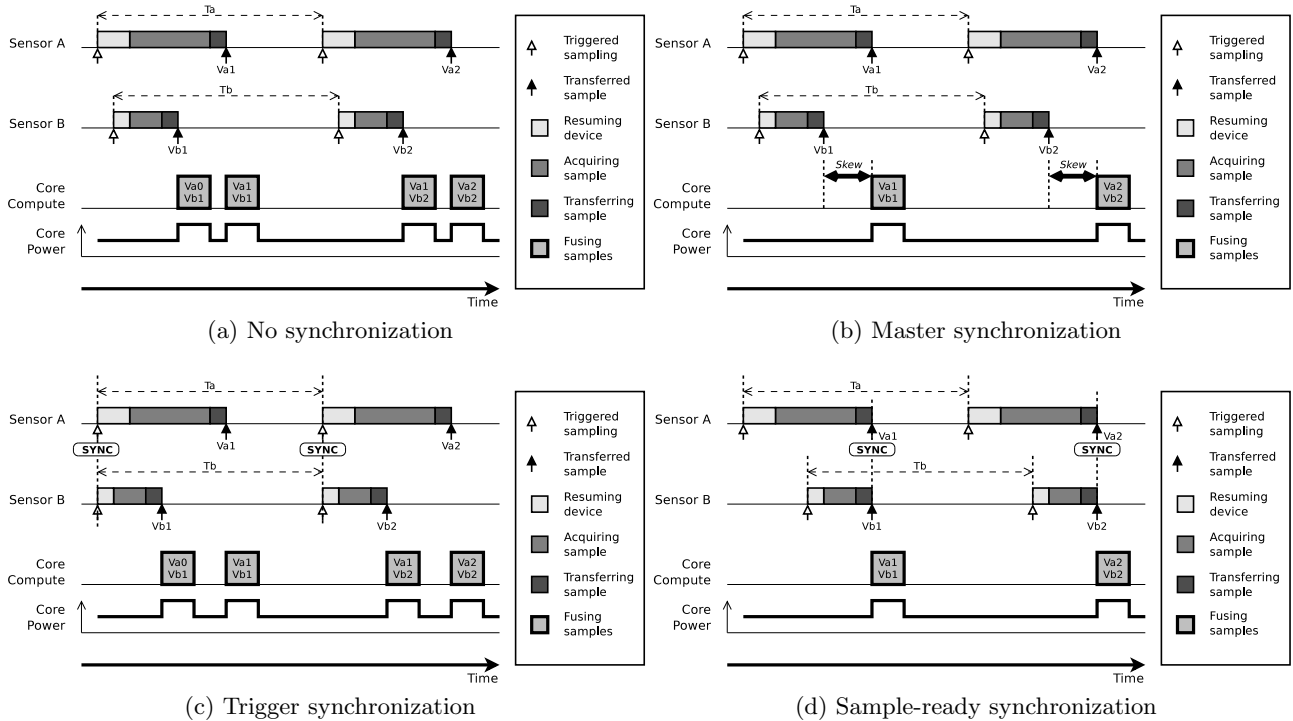 Ta
Sensor A
Va1
Va2
Tb
Sensor B
Vb1
Vb2
Core
Compute
Va0
Vb1
Va1
Vb1
Va1
Vb2
Va2
Vb2
Core
Power
Time
Triggered
sampling
Transferred
sample
Resuming
device
Acquiring
sample
Transferring
sample
Fusing
samples
(a) No synchronization
Ta
Sensor A
Va1
Va2
Tb
Sensor B
Vb1
Vb2
Skew
Skew
Core
Compute
Va1
Vb1
Va2
Vb2
Core
Power
Time
Triggered
sampling
Transferred
sample
Resuming
device
Acquiring
sample
Transferring
sample
Fusing
samples
(b) Master synchronization
Ta
Sensor A
Va1
Va2
SYNC
SYNC
Tb
Sensor B
Vb1
Vb2
Core
Compute
Va0
Vb1
Va1
Vb1
Va1
Vb2
Va2
Vb2
Core
Power
Time
Triggered
sampling
Transferred
sample
Resuming
device
Acquiring
sample
Transferring
sample
Fusing
samples
(c) Trigger synchronization
Ta
Sensor A
Va1
Va2
SYNC
SYNC
Tb
Sensor B
Vb1
Vb2
Core
Compute
Va1
Vb1
Va2
Vb2
Core
Power
Time
Triggered
sampling
Transferred
sample
Resuming
device
Acquiring
sample
Transferring
sample
Fusing
samples
(d) Sample-ready synchronization